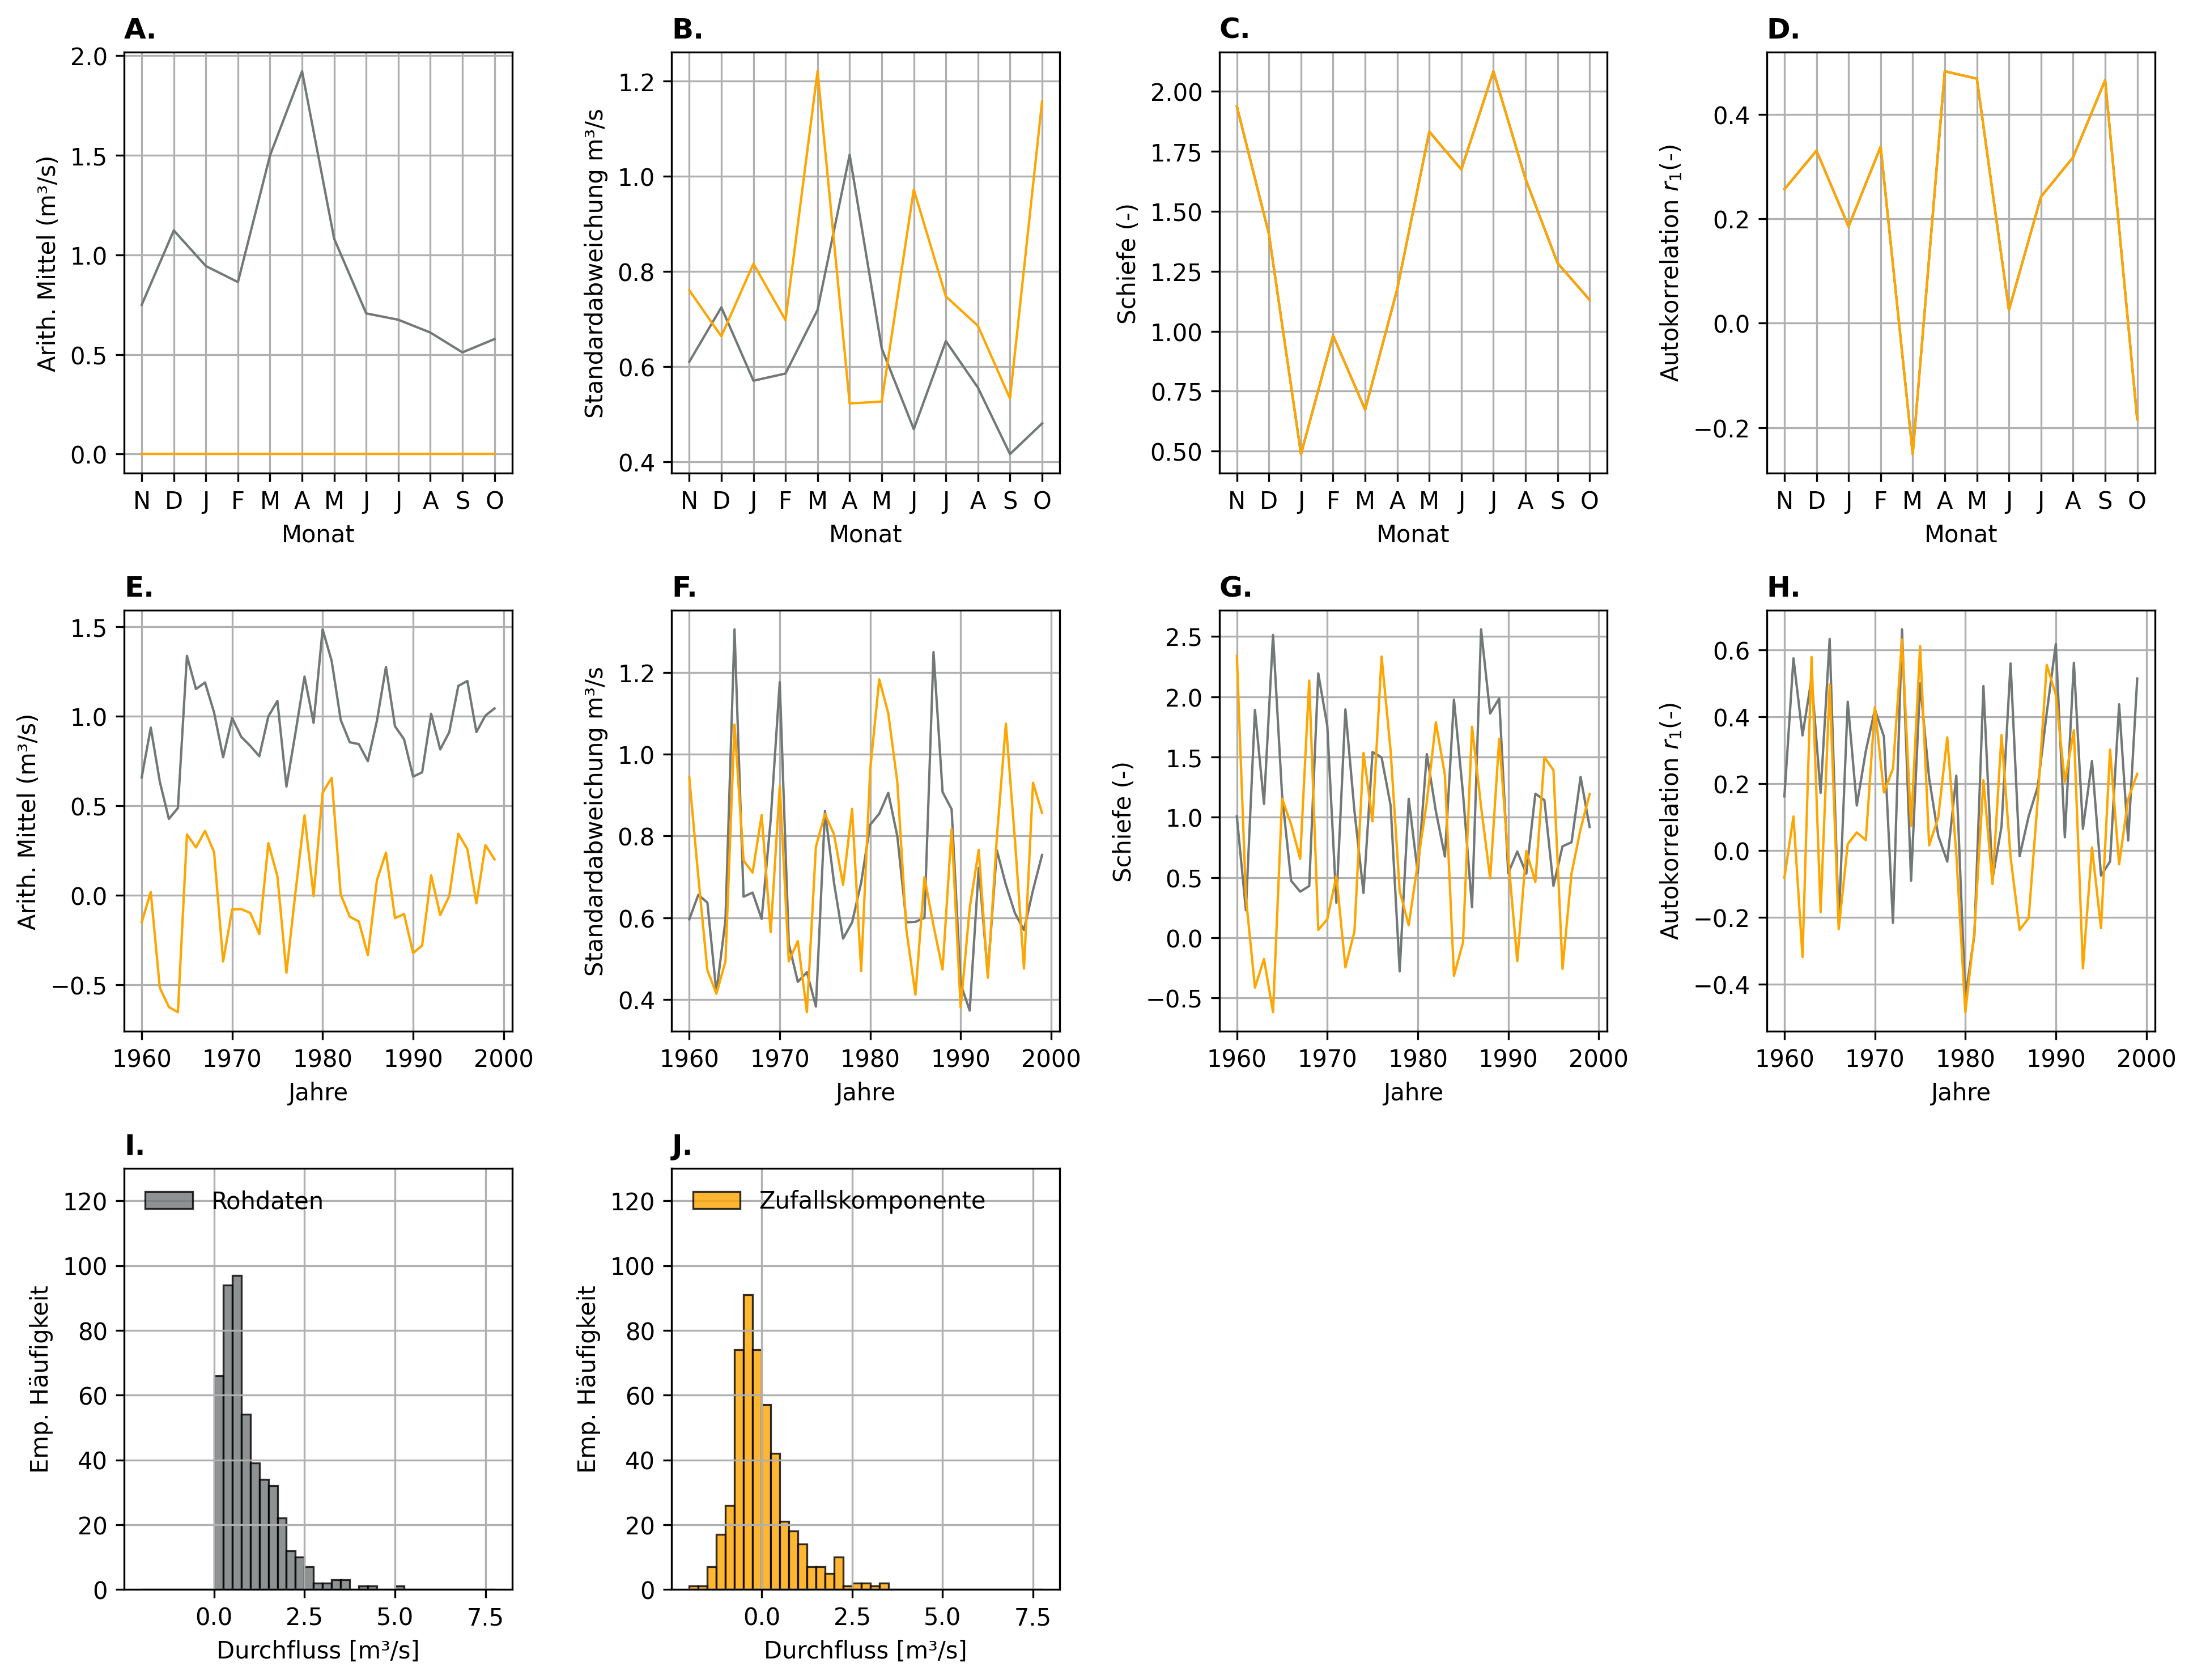 A.
Arith. Mittel (m³/s)
2.0
1.5
1.0
0.5
0.0
N D J F M A M J J A S O
Monat
B.
Standardabweichung m³/s
1.2
1.0
0.8
0.6
0.4
N D J F M A M J J A S O
Monat
C.
Schiefe (-)
2.00
1.75
1.50
1.25
1.00
0.75
0.50
N D J F M A M J J A S O
Monat
D.
Autokorrelation r₁(-)
0.4
0.2
0.0
−0.2
N D J F M A M J J A S O
Monat
E.
Arith. Mittel (m³/s)
1.5
1.0
0.5
0.0
−0.5
1960 1970 1980 1990 2000
Jahre
F.
Standardabweichung m³/s
1.2
1.0
0.8
0.6
0.4
1960 1970 1980 1990 2000
Jahre
G.
Schiefe (-)
2.5
2.0
1.5
1.0
0.5
0.0
−0.5
1960 1970 1980 1990 2000
Jahre
H.
Autokorrelation r₁(-)
0.6
0.4
0.2
0.0
−0.2
−0.4
1960 1970 1980 1990 2000
Jahre
I.
Rohdaten
Emp. Häufigkeit
120
100
80
60
40
20
0
0.0 2.5 5.0 7.5
Durchfluss [m³/s]
J.
Zufallskomponente
Emp. Häufigkeit
120
100
80
60
40
20
0
0.0 2.5 5.0 7.5
Durchfluss [m³/s]